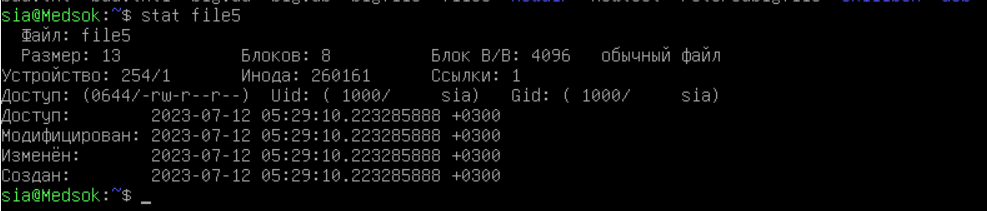 sia@Medsok:~$ stat file5
Файл: file5
Размер: 13 Блоков: 8 Блок В/В: 4096 обычный файл
Устройство: 254/1 Инода: 260161 Ссылки: 1
Доступ: (0644/-rw-r--r--) Uid: ( 1000/ sia) Gid: ( 1000/ sia)
Доступ: 2023-07-12 05:29:10.223285888 +0300
Модифицирован: 2023-07-12 05:29:10.223285888 +0300
Изменён: 2023-07-12 05:29:10.223285888 +0300
Создан: 2023-07-12 05:29:10.223285888 +0300
sia@Medsok:~$ _